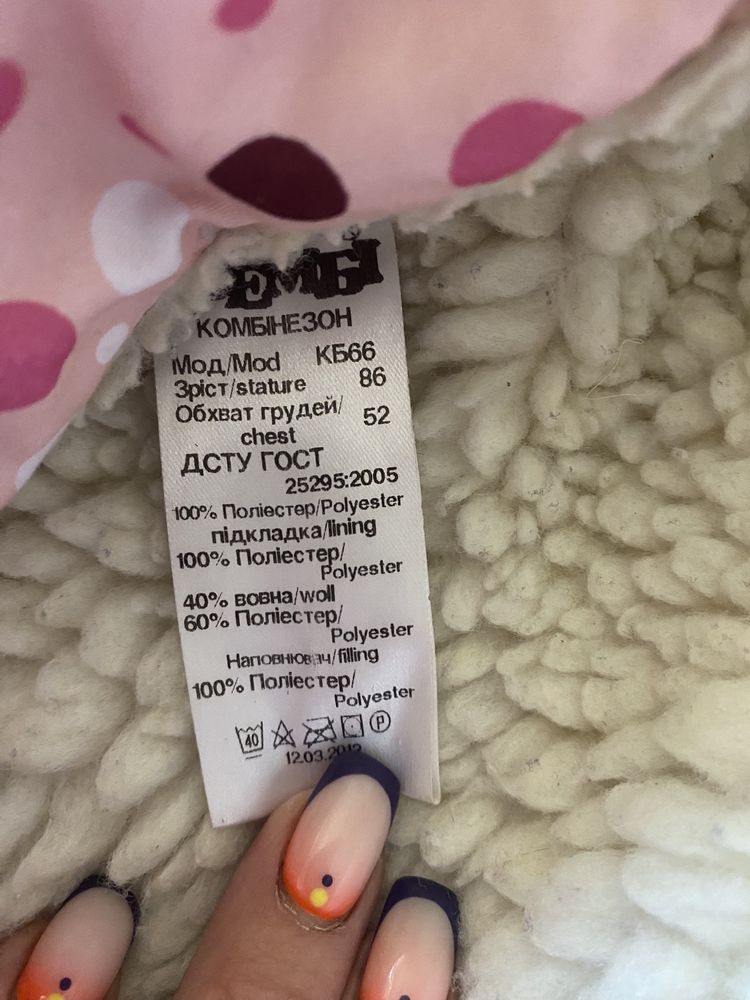 КОМБІНЕЗОН
Мод/Mod КБ66
Зріст/stature 86
Обхват грудей/ 52
chest
ДСТУ ГОСТ
25295:2005
100% Поліестер/Polyester
підкладка/lining
100% Поліестер/
Polyester
40% вовна/woll
60% Поліестер/
Polyester
Наповнювач/filling
100% Поліестер/
Polyester
40 P
12.03.2012